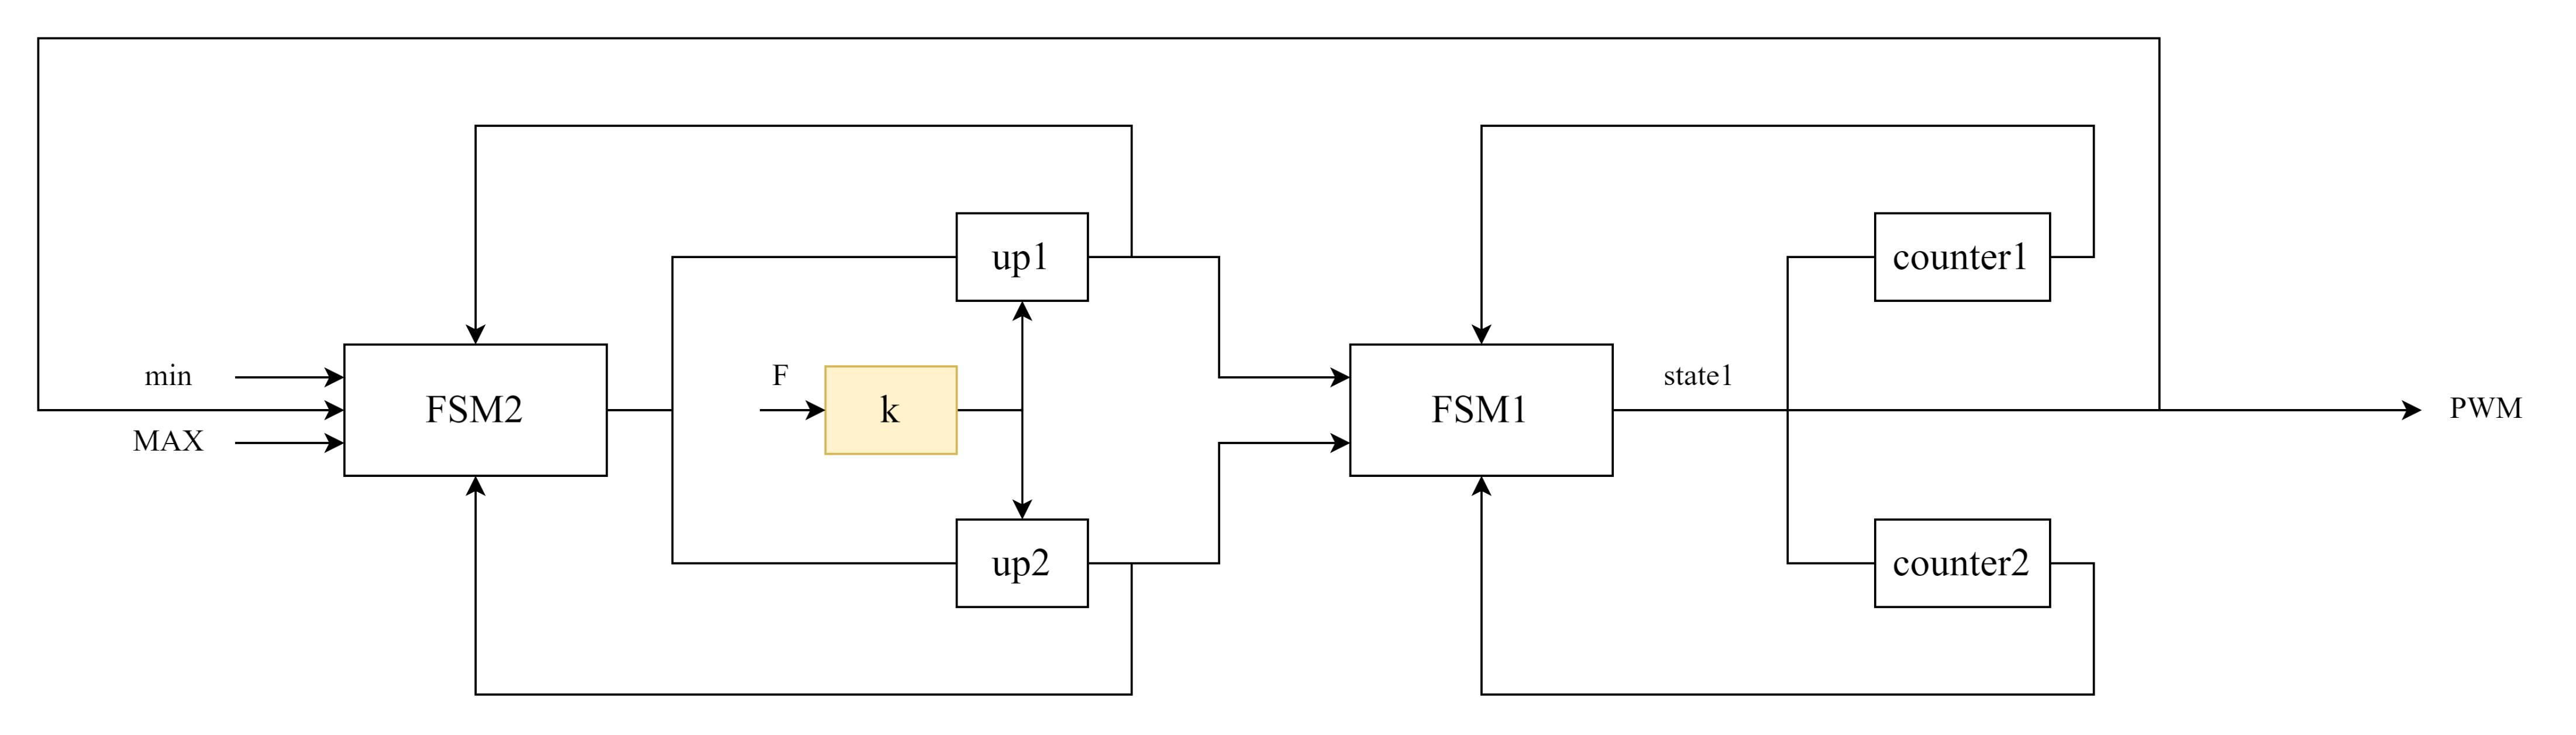 min
MAX
FSM2
F
k
up1
up2
FSM1
state1
counter1
counter2
PWM